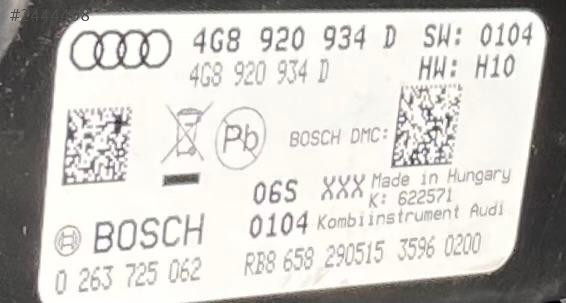 4G8 920 934 D SW: 0104
4G8 920 934 D HW: H10
Pb
BOSCH DMC:
06S XXX Made in Hungary
K: 622571
0104 Kombiinstrument Audi
BOSCH
0 263 725 062 RB8 658 290515 3596 0200